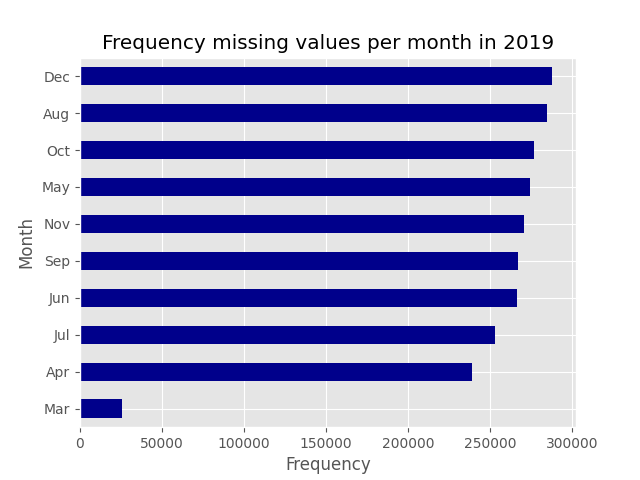 Frequency missing values per month in 2019
Dec
Aug
Oct
May
Nov
Sep
Jun
Jul
Apr
Mar
Month
0 50000 100000 150000 200000 250000 300000
Frequency